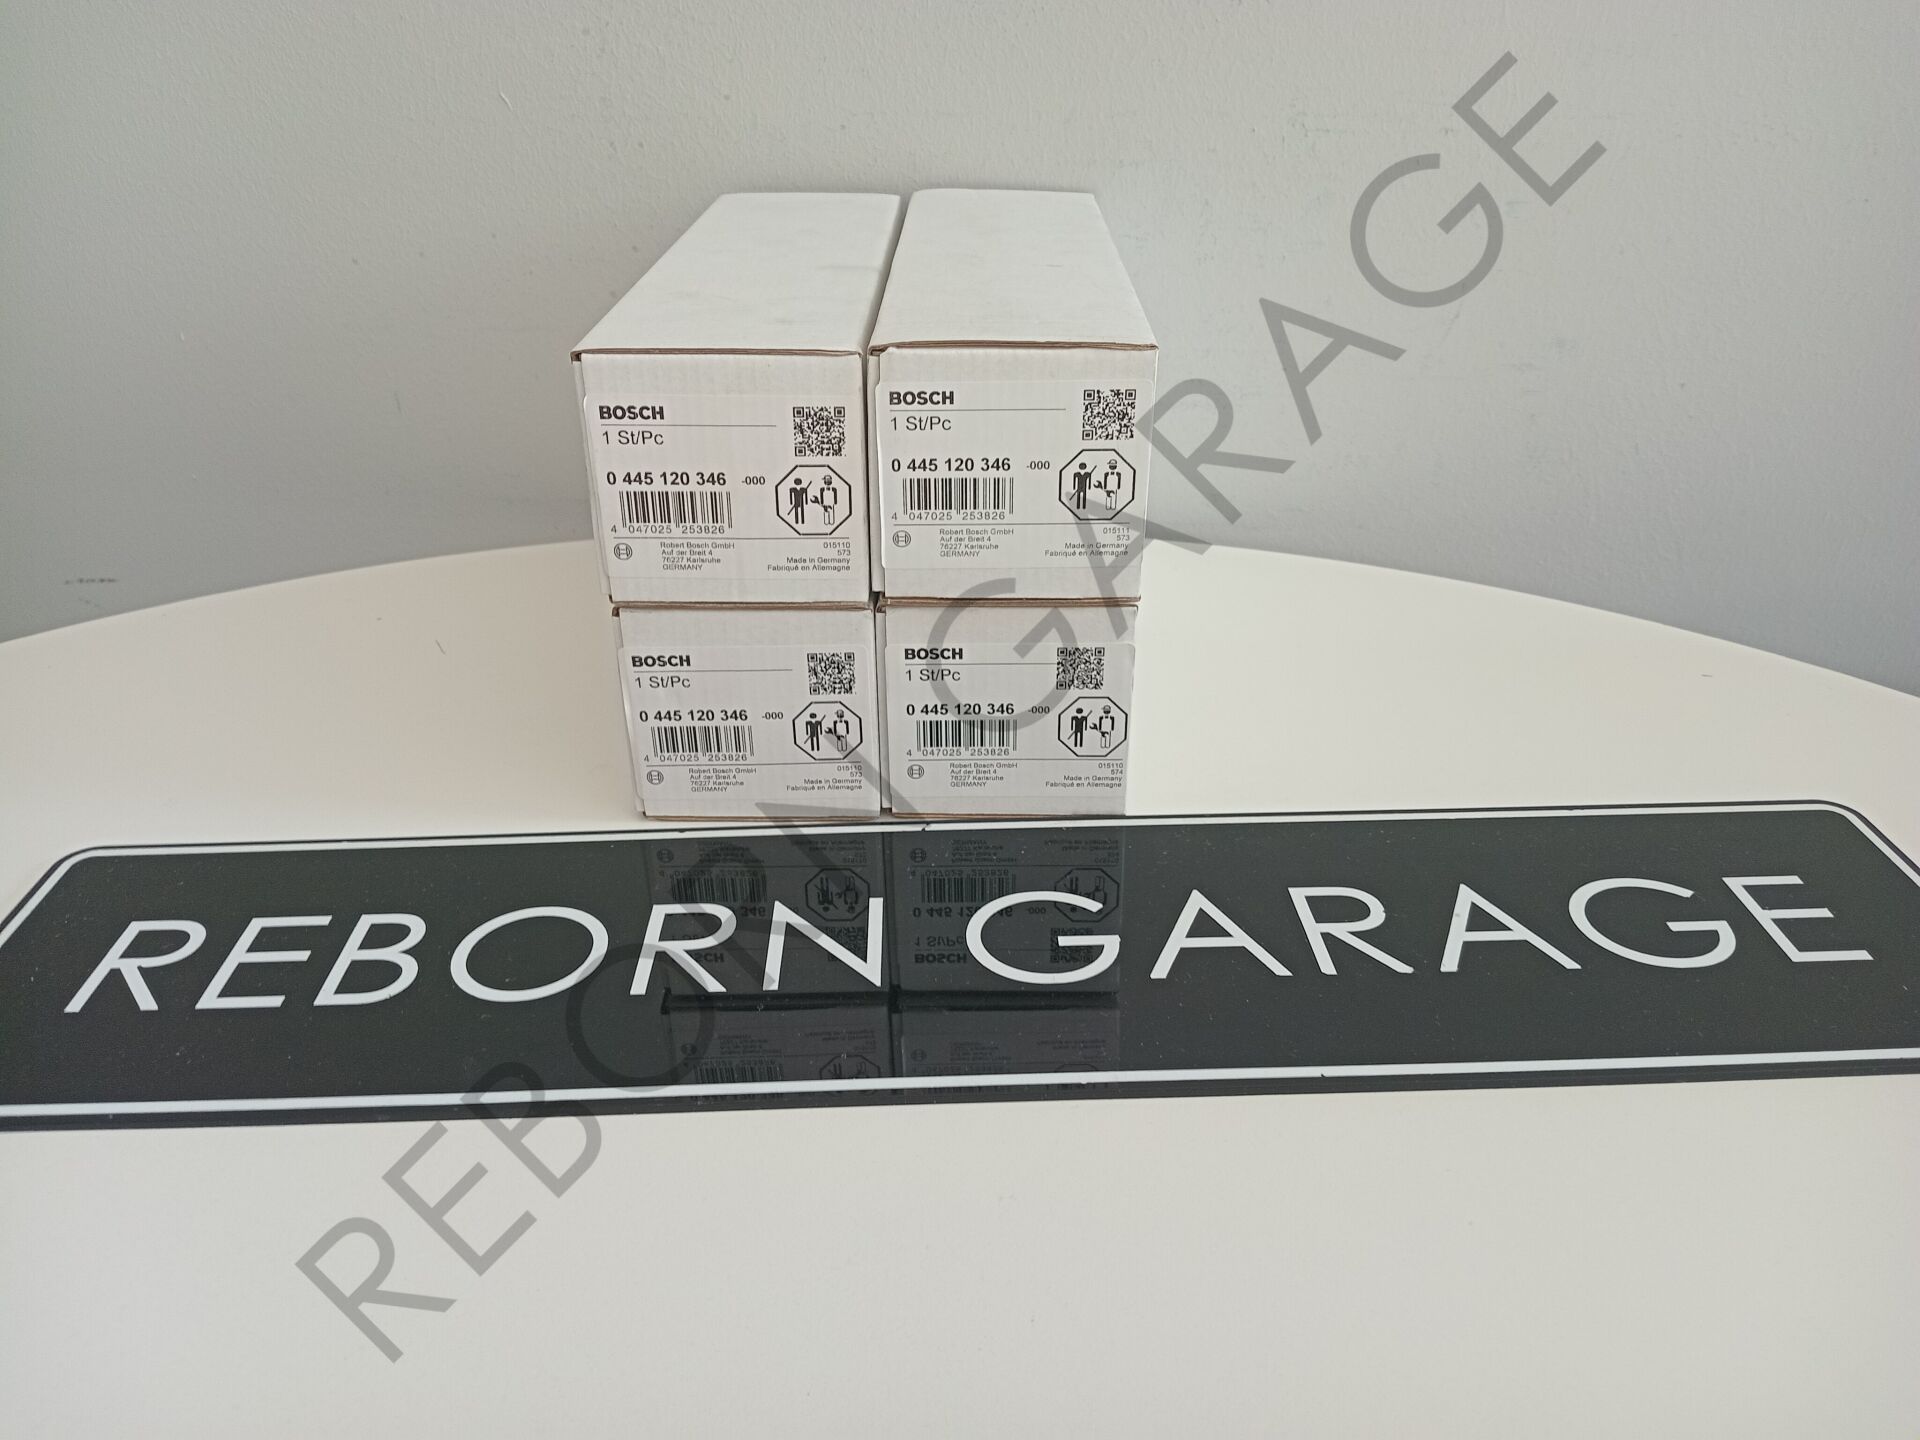 BOSCH
1 St/Pc
0 445 120 346 -000
4 047025 253826
Robert Bosch GmbH
Auf der Breit 4
76227 Karlsruhe
GERMANY
015110
573
Made in Germany
Fabriqué en Allemagne
BOSCH
1 St/Pc
0 445 120 346 -000
4 047025 253826
Robert Bosch GmbH
Auf der Breit 4
76227 Karlsruhe
GERMANY
015111
573
Made in Germany
Fabriqué en Allemagne
BOSCH
1 St/Pc
0 445 120 346 -000
4 047025 253826
Robert Bosch GmbH
Auf der Breit 4
76227 Karlsruhe
GERMANY
015110
573
Made in Germany
Fabriqué en Allemagne
BOSCH
1 St/Pc
0 445 120 346 -000
4 047025 253826
Robert Bosch GmbH
Auf der Breit 4
76227 Karlsruhe
GERMANY
015110
574
Made in Germany
Fabriqué en Allemagne
REBORN GARAGE
REBORN GARAGE